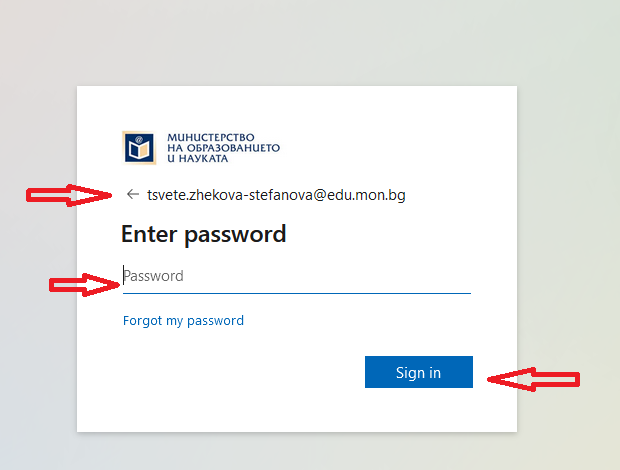 МИНИСТЕРСТВО
НА ОБРАЗОВАНИЕТО
И НАУКАТА
tsvete.zhekova-stefanova@edu.mon.bg
Enter password
Password
Forgot my password
Sign in